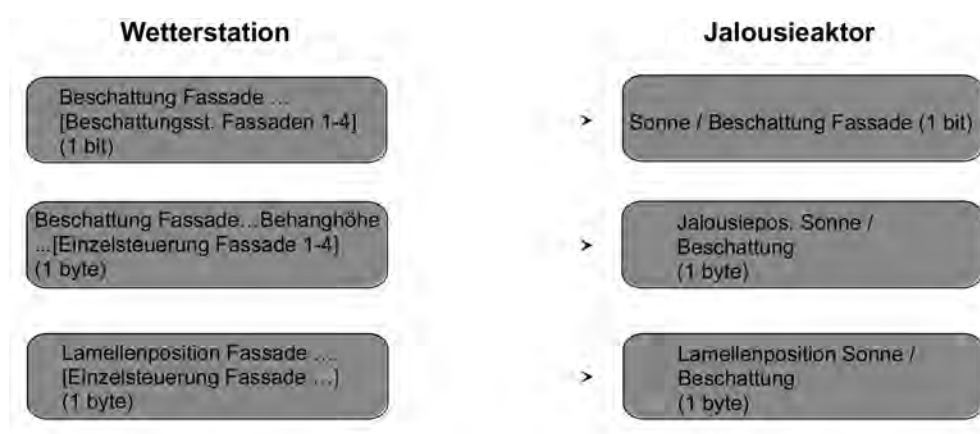 Wetterstation
Jalousieaktor
Beschattung Fassade ...
[Beschattungsst. Fassaden 1-4]
(1 bit)
Sonne / Beschattung Fassade (1 bit)
Beschattung Fassade...Behanghöhe
...[Einzelsteuerung Fassade 1-4]
(1 byte)
Jalousiepos. Sonne /
Beschattung
(1 byte)
Lamellenposition Fassade ....
[Einzelsteuerung Fassade ...]
(1 byte)
Lamellenposition Sonne /
Beschattung
(1 byte)